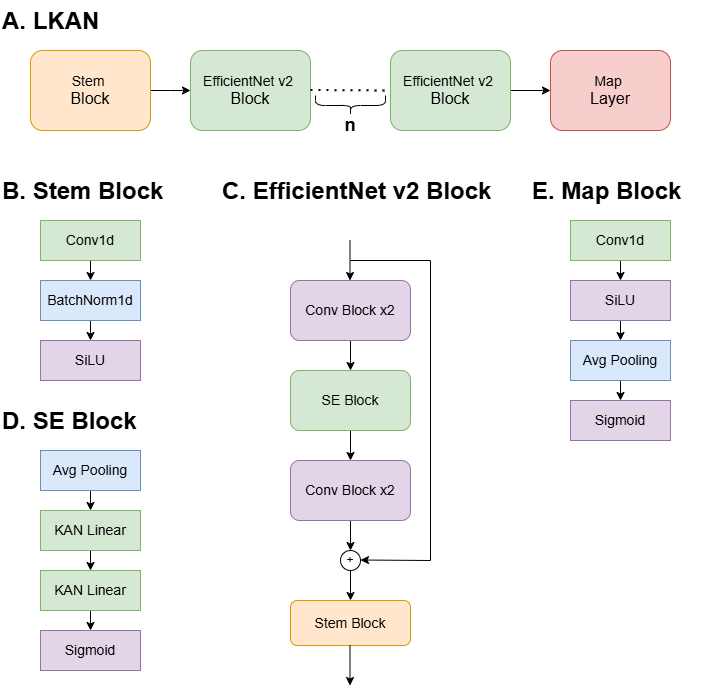 A. LKAN
Stem
Block
EfficientNet v2
Block
n
EfficientNet v2
Block
Map
Layer
B. Stem Block
Conv1d
BatchNorm1d
SiLU
C. EfficientNet v2 Block
Conv Block x2
SE Block
Conv Block x2
+
Stem Block
E. Map Block
Conv1d
SiLU
Avg Pooling
Sigmoid
D. SE Block
Avg Pooling
KAN Linear
KAN Linear
Sigmoid